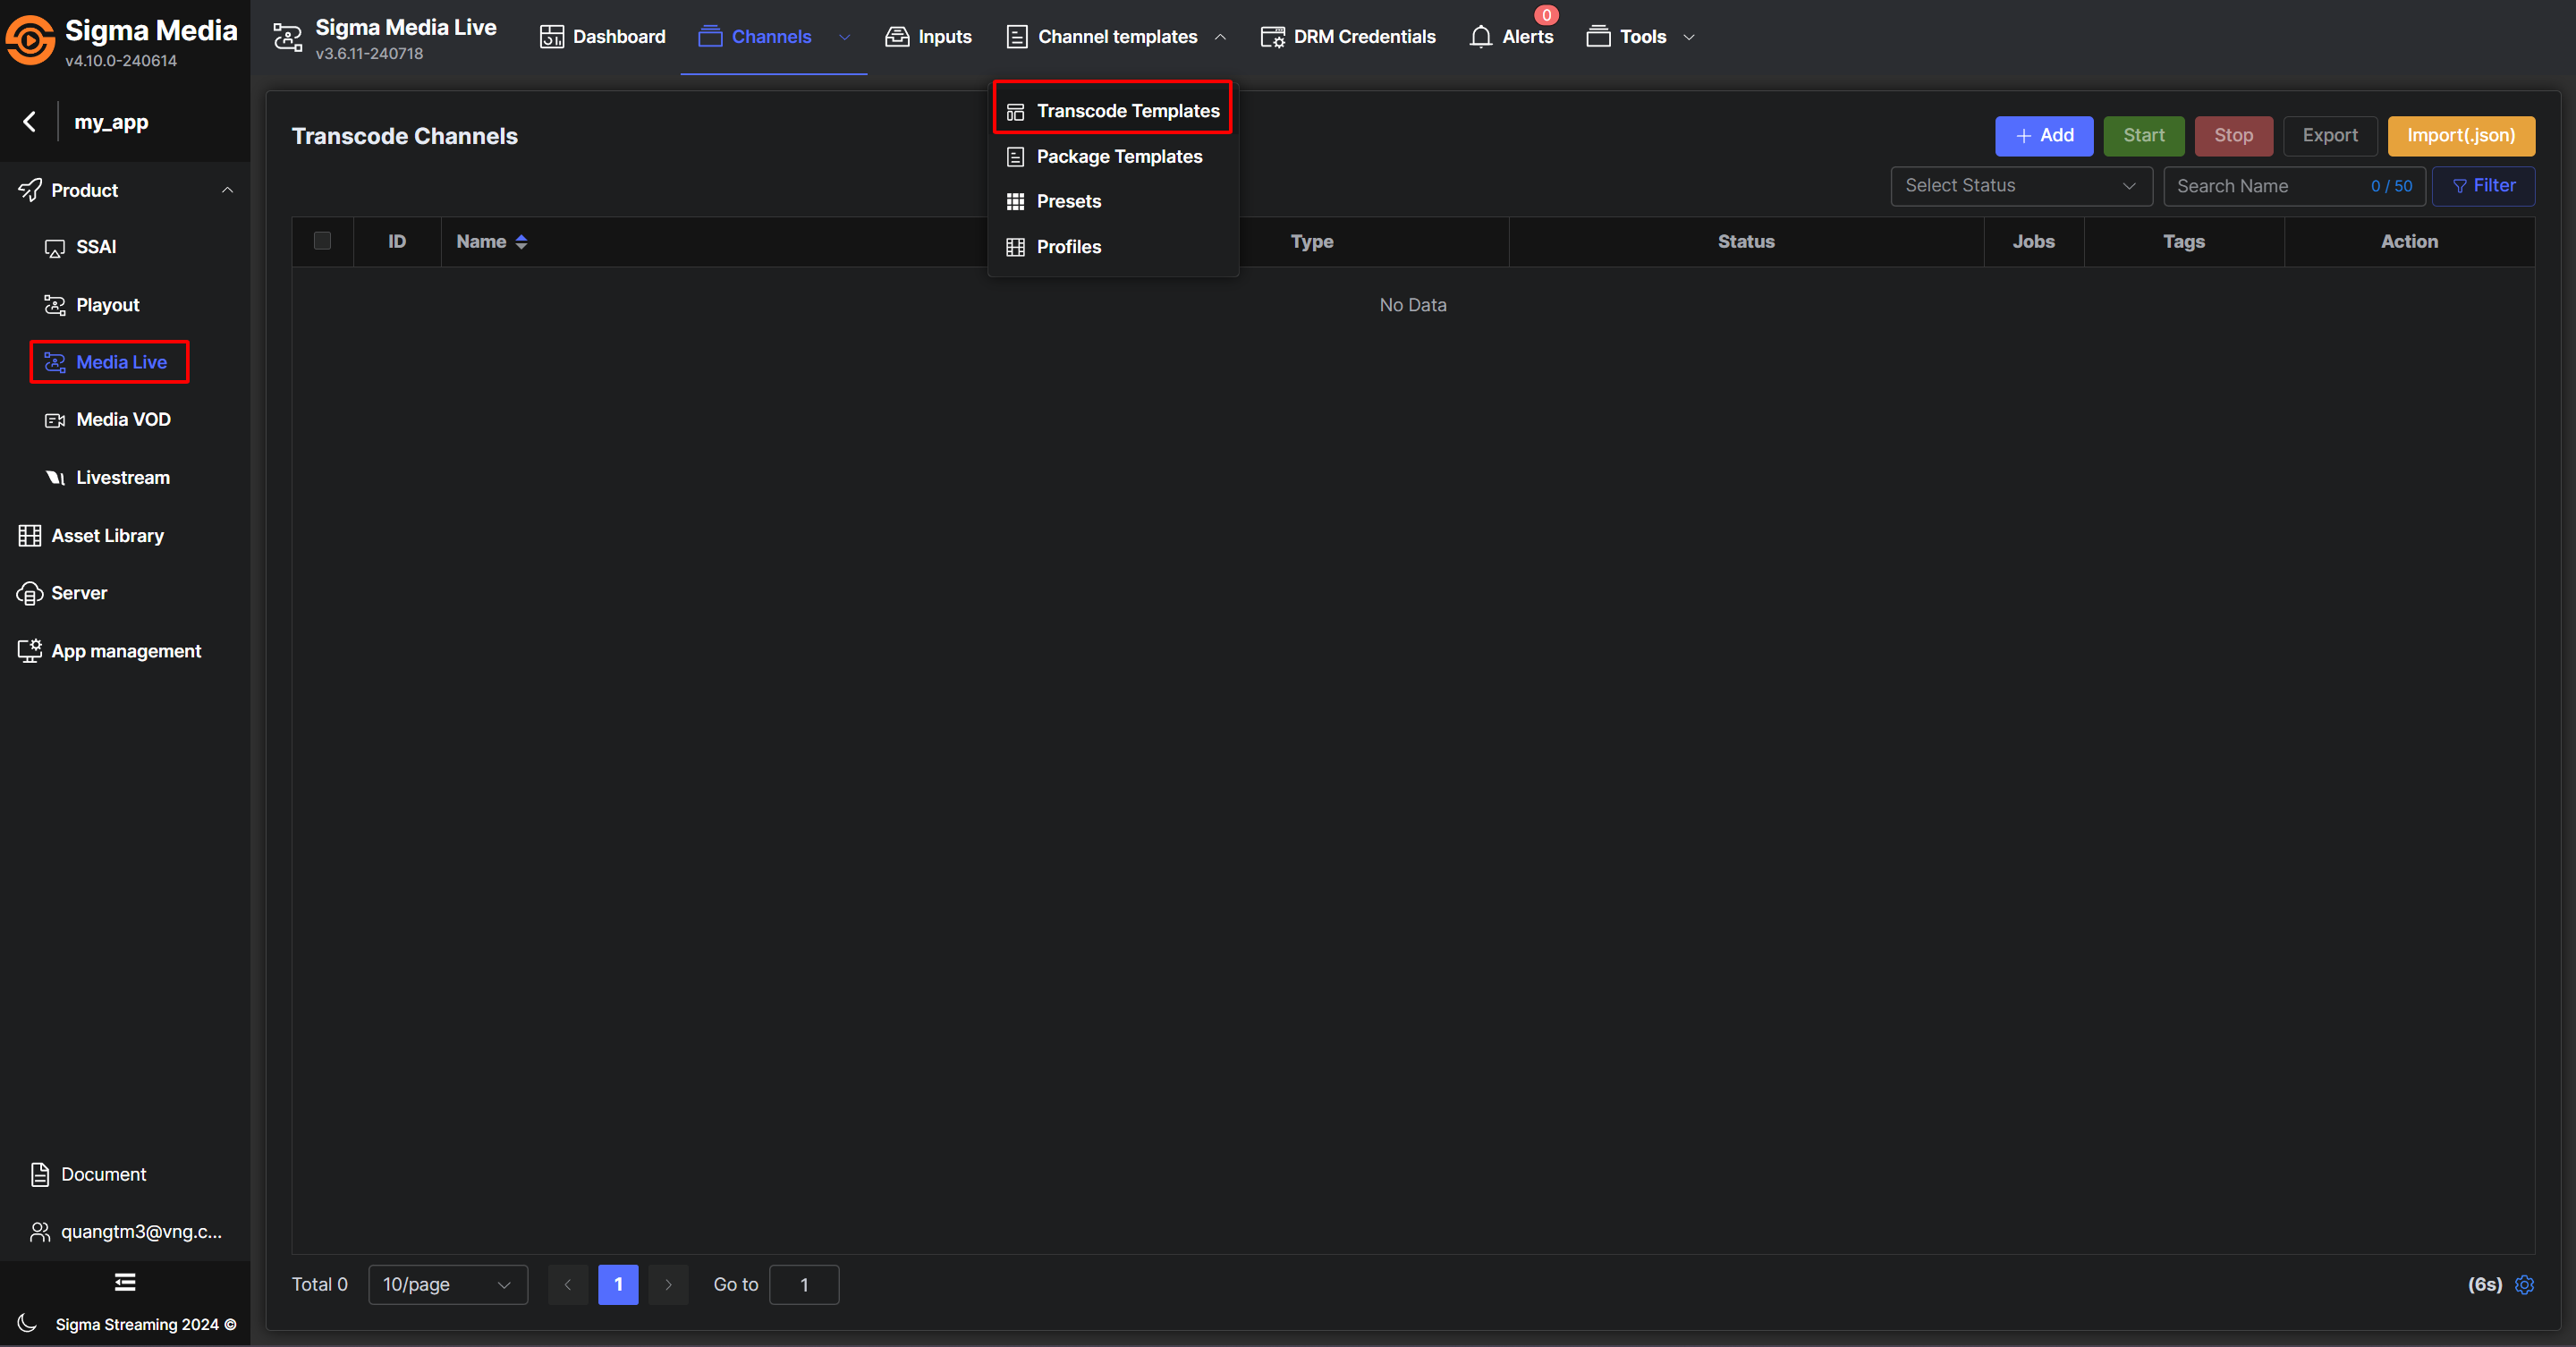 Sigma Media
v4.10.0-240614
my_app
Product
SSAI
Playout
Media Live
Media VOD
Livestream
Asset Library
Server
App management
Document
quangtm3@vng.c...
Sigma Streaming 2024 ©
Sigma Media Live
v3.6.11-240718
Dashboard
Channels
Inputs
Channel templates
DRM Credentials
Alerts
0
Tools
Transcode Templates
Package Templates
Presets
Profiles
Transcode Channels
Add
Start
Stop
Export
Import(.json)
Select Status
Search Name
0 / 50
Filter
ID
Name
Type
Status
Jobs
Tags
Action
No Data
Total 0
10/page
1
Go to
1
(6s)